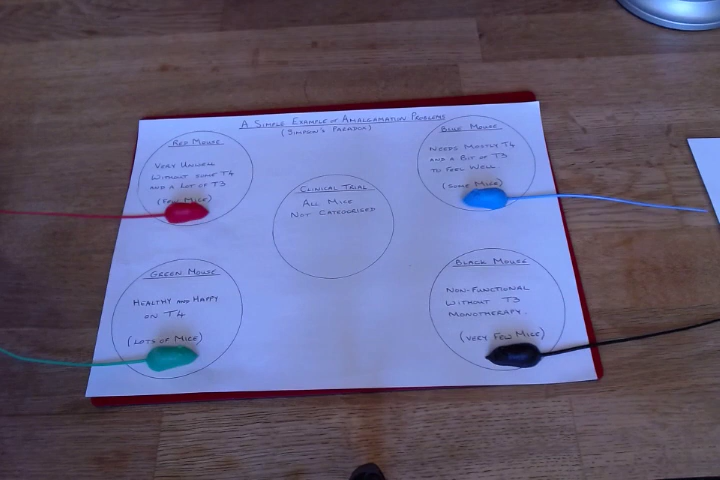 A Simple Example of Amalgamation Problems
(Simpson's Paradox)
Red Mouse
Very Unwell
Without some T4
and a Lot of T3
(Few Mice)
Blue Mouse
Needs Mostly T4
and a Bit of T3
to Feel Well.
(Some Mice)
Clinical Trial
All Mice
Not Categorised
Green Mouse
Healthy and Happy
on T4
(Lots of Mice)
Black Mouse
Non-Functional
Without T3
Monotherapy.
(Very Few Mice)